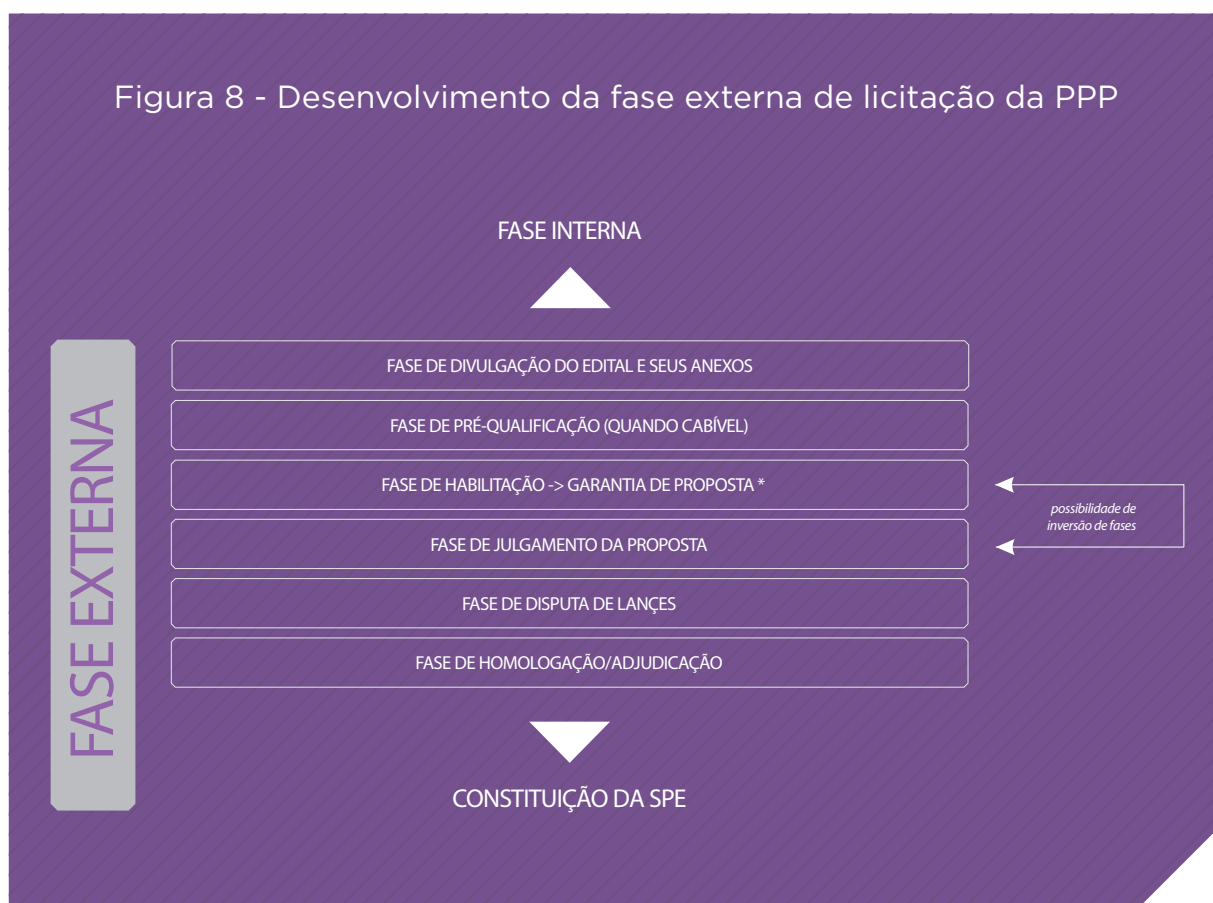 Figura 8 - Desenvolvimento da fase externa de licitação da PPP
FASE INTERNA
FASE EXTERNA
FASE DE DIVULGAÇÃO DO EDITAL E SEUS ANEXOS
FASE DE PRÉ-QUALIFICAÇÃO (QUANDO CABÍVEL)
FASE DE HABILITAÇÃO -> GARANTIA DE PROPOSTA *
possibilidade de
inversão de fases
FASE DE JULGAMENTO DA PROPOSTA
FASE DE DISPUTA DE LANÇES
FASE DE HOMOLOGAÇÃO/ADJUDICAÇÃO
CONSTITUIÇÃO DA SPE